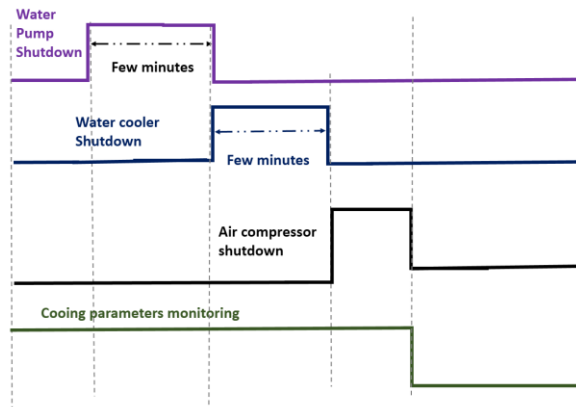 Water
Pump
Shutdown
Few minutes
Water cooler
Shutdown
Few minutes
Air compressor
shutdown
Cooing parameters monitoring